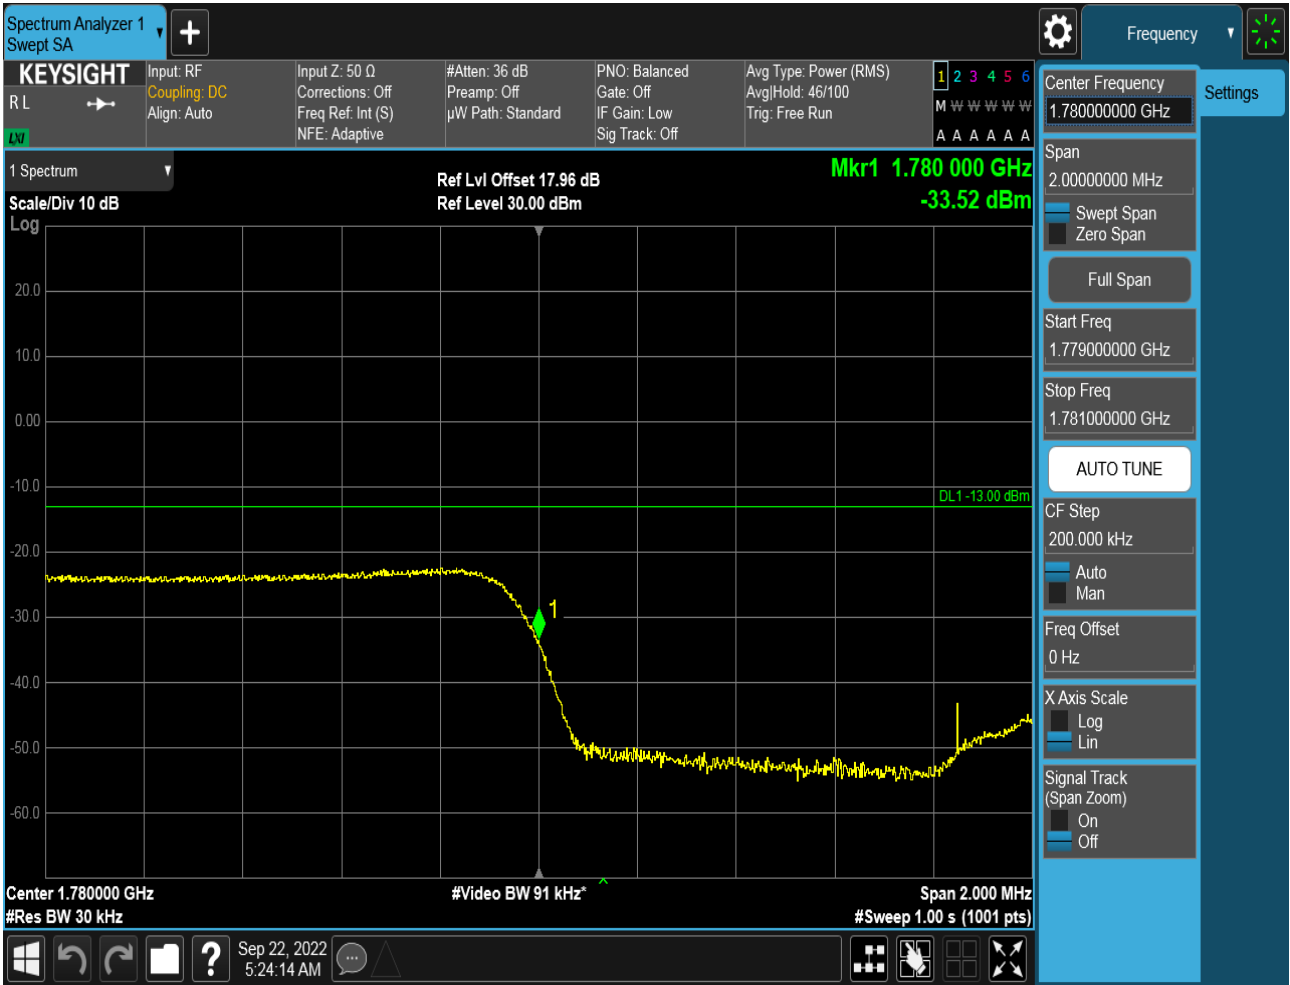 Spectrum Analyzer 1
Swept SA
Frequency
KEYSIGHT
R L
LXI
Input: RF
Coupling: DC
Align: Auto
Input Z: 50 Ω
Corrections: Off
Freq Ref: Int (S)
NFE: Adaptive
#Atten: 36 dB
Preamp: Off
µW Path: Standard
PNO: Balanced
Gate: Off
IF Gain: Low
Sig Track: Off
Avg Type: Power (RMS)
Avg|Hold: 46/100
Trig: Free Run
1 2 3 4 5 6
M W W W W W
A A A A A A
1 Spectrum
Scale/Div 10 dB
Log
Ref Lvl Offset 17.96 dB
Ref Level 30.00 dBm
Mkr1 1.780 000 GHz
-33.52 dBm
20.0
10.0
0.00
-10.0
-20.0
-30.0
-40.0
-50.0
-60.0
DL1 -13.00 dBm
1
Center 1.780000 GHz
#Res BW 30 kHz
#Video BW 91 kHz*
Span 2.000 MHz
#Sweep 1.00 s (1001 pts)
Center Frequency
1.780000000 GHz
Settings
Span
2.00000000 MHz
Swept Span
Zero Span
Full Span
Start Freq
1.779000000 GHz
Stop Freq
1.781000000 GHz
AUTO TUNE
CF Step
200.000 kHz
Auto
Man
Freq Offset
0 Hz
X Axis Scale
Log
Lin
Signal Track
(Span Zoom)
On
Off
?
Sep 22, 2022
5:24:14 AM